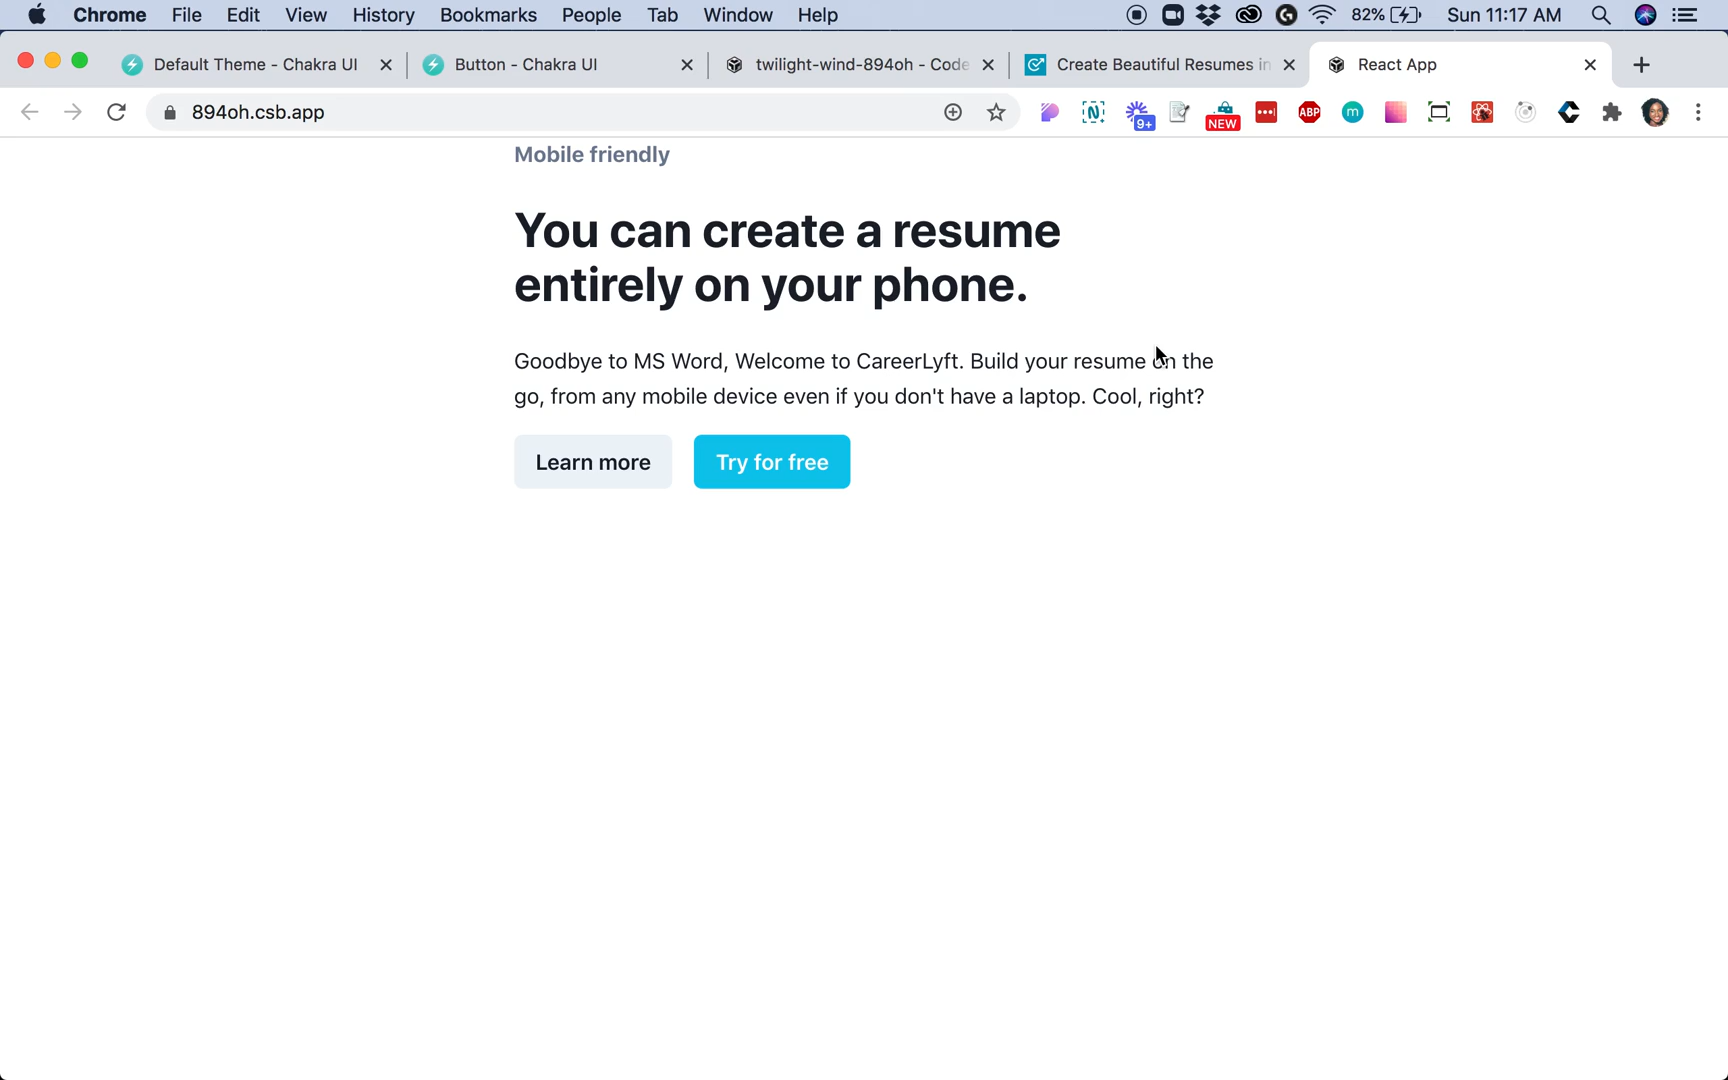 Chrome File Edit View History Bookmarks People Tab Window Help 82% Sun 11:17 AM
Default Theme - Chakra UI Button - Chakra UI twilight-wind-894oh - Code Create Beautiful Resumes in React App
894oh.csb.app 9+ NEW ABP m
Mobile friendly
You can create a resume
entirely on your phone.
Goodbye to MS Word, Welcome to CareerLyft. Build your resume on the
go, from any mobile device even if you don't have a laptop. Cool, right?
Learn more Try for free